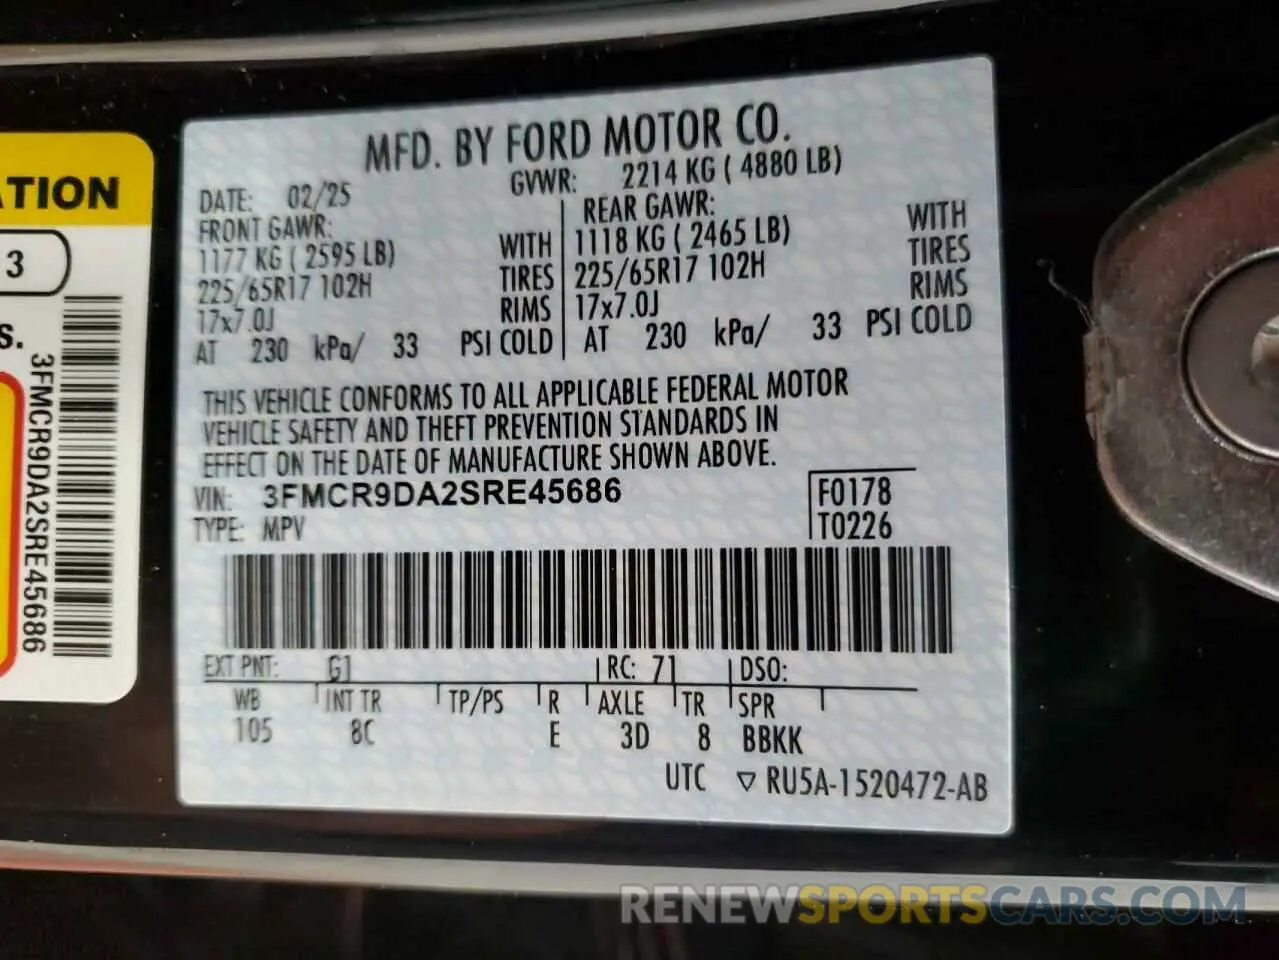 MFD. BY FORD MOTOR CO.
DATE: 02/25 GVWR: 2214 KG ( 4880 LB)
FRONT GAWR: REAR GAWR:
1177 KG ( 2595 LB) WITH 1118 KG ( 2465 LB) WITH
225/65R17 102H TIRES 225/65R17 102H TIRES
17x7.0J RIMS 17x7.0J RIMS
AT 230 kPa/ 33 PSI COLD AT 230 kPa/ 33 PSI COLD
THIS VEHICLE CONFORMS TO ALL APPLICABLE FEDERAL MOTOR
VEHICLE SAFETY AND THEFT PREVENTION STANDARDS IN
EFFECT ON THE DATE OF MANUFACTURE SHOWN ABOVE.
VIN: 3FMCR9DA2SRE45686 F0178
TYPE: MPV T0226
EXT PNT: G1 RC: 71 DSO:
WB INT TR TP/PS R AXLE TR SPR
105 8C E 3D 8 BBKK
UTC ▽ RU5A-1520472-AB
ATION
3
S.
3FMCR9DA2SRE45686
RENEWSPORTSCARS.COM